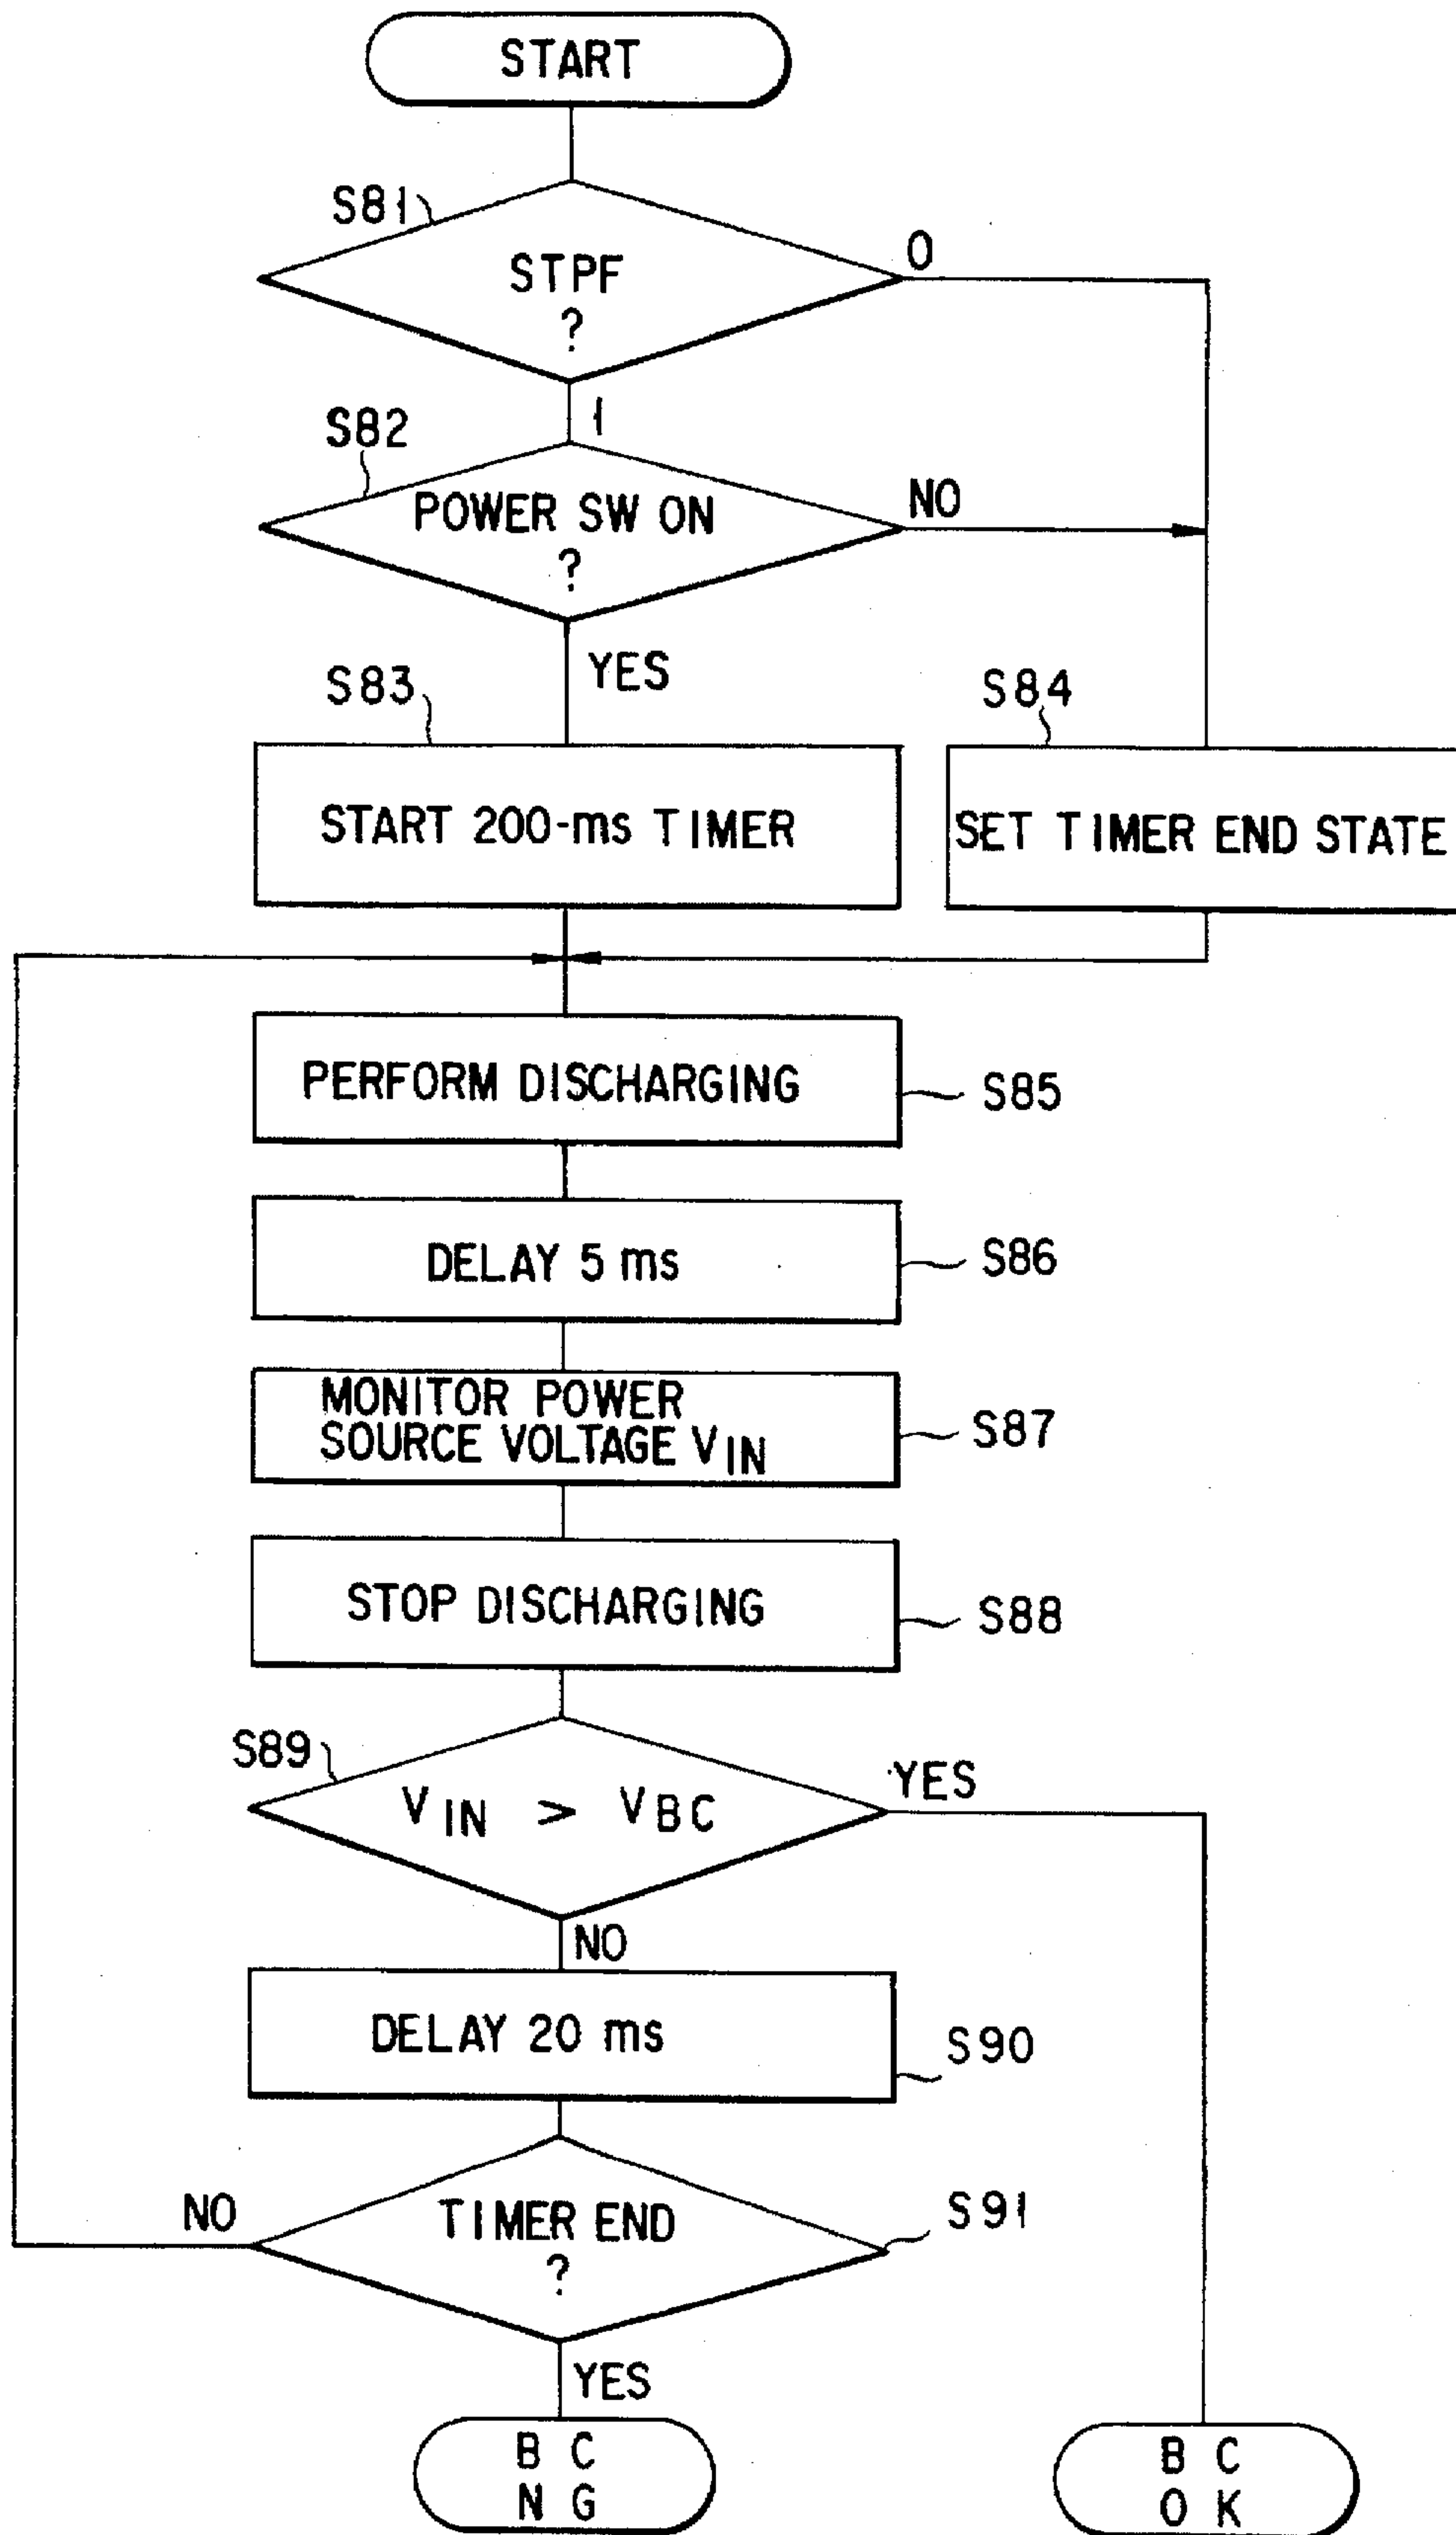 START
S81
STPF
?
0
1
S82
POWER SW ON
?
NO
YES
S83
START 200-ms TIMER
S84
SET TIMER END STATE
PERFORM DISCHARGING
S85
DELAY 5 ms
S86
MONITOR POWER
SOURCE VOLTAGE VIN
S87
STOP DISCHARGING
S88
S89
VIN > VBC
YES
NO
DELAY 20 ms
S90
TIMER END
?
S91
NO
YES
B C
N G
B C
O K